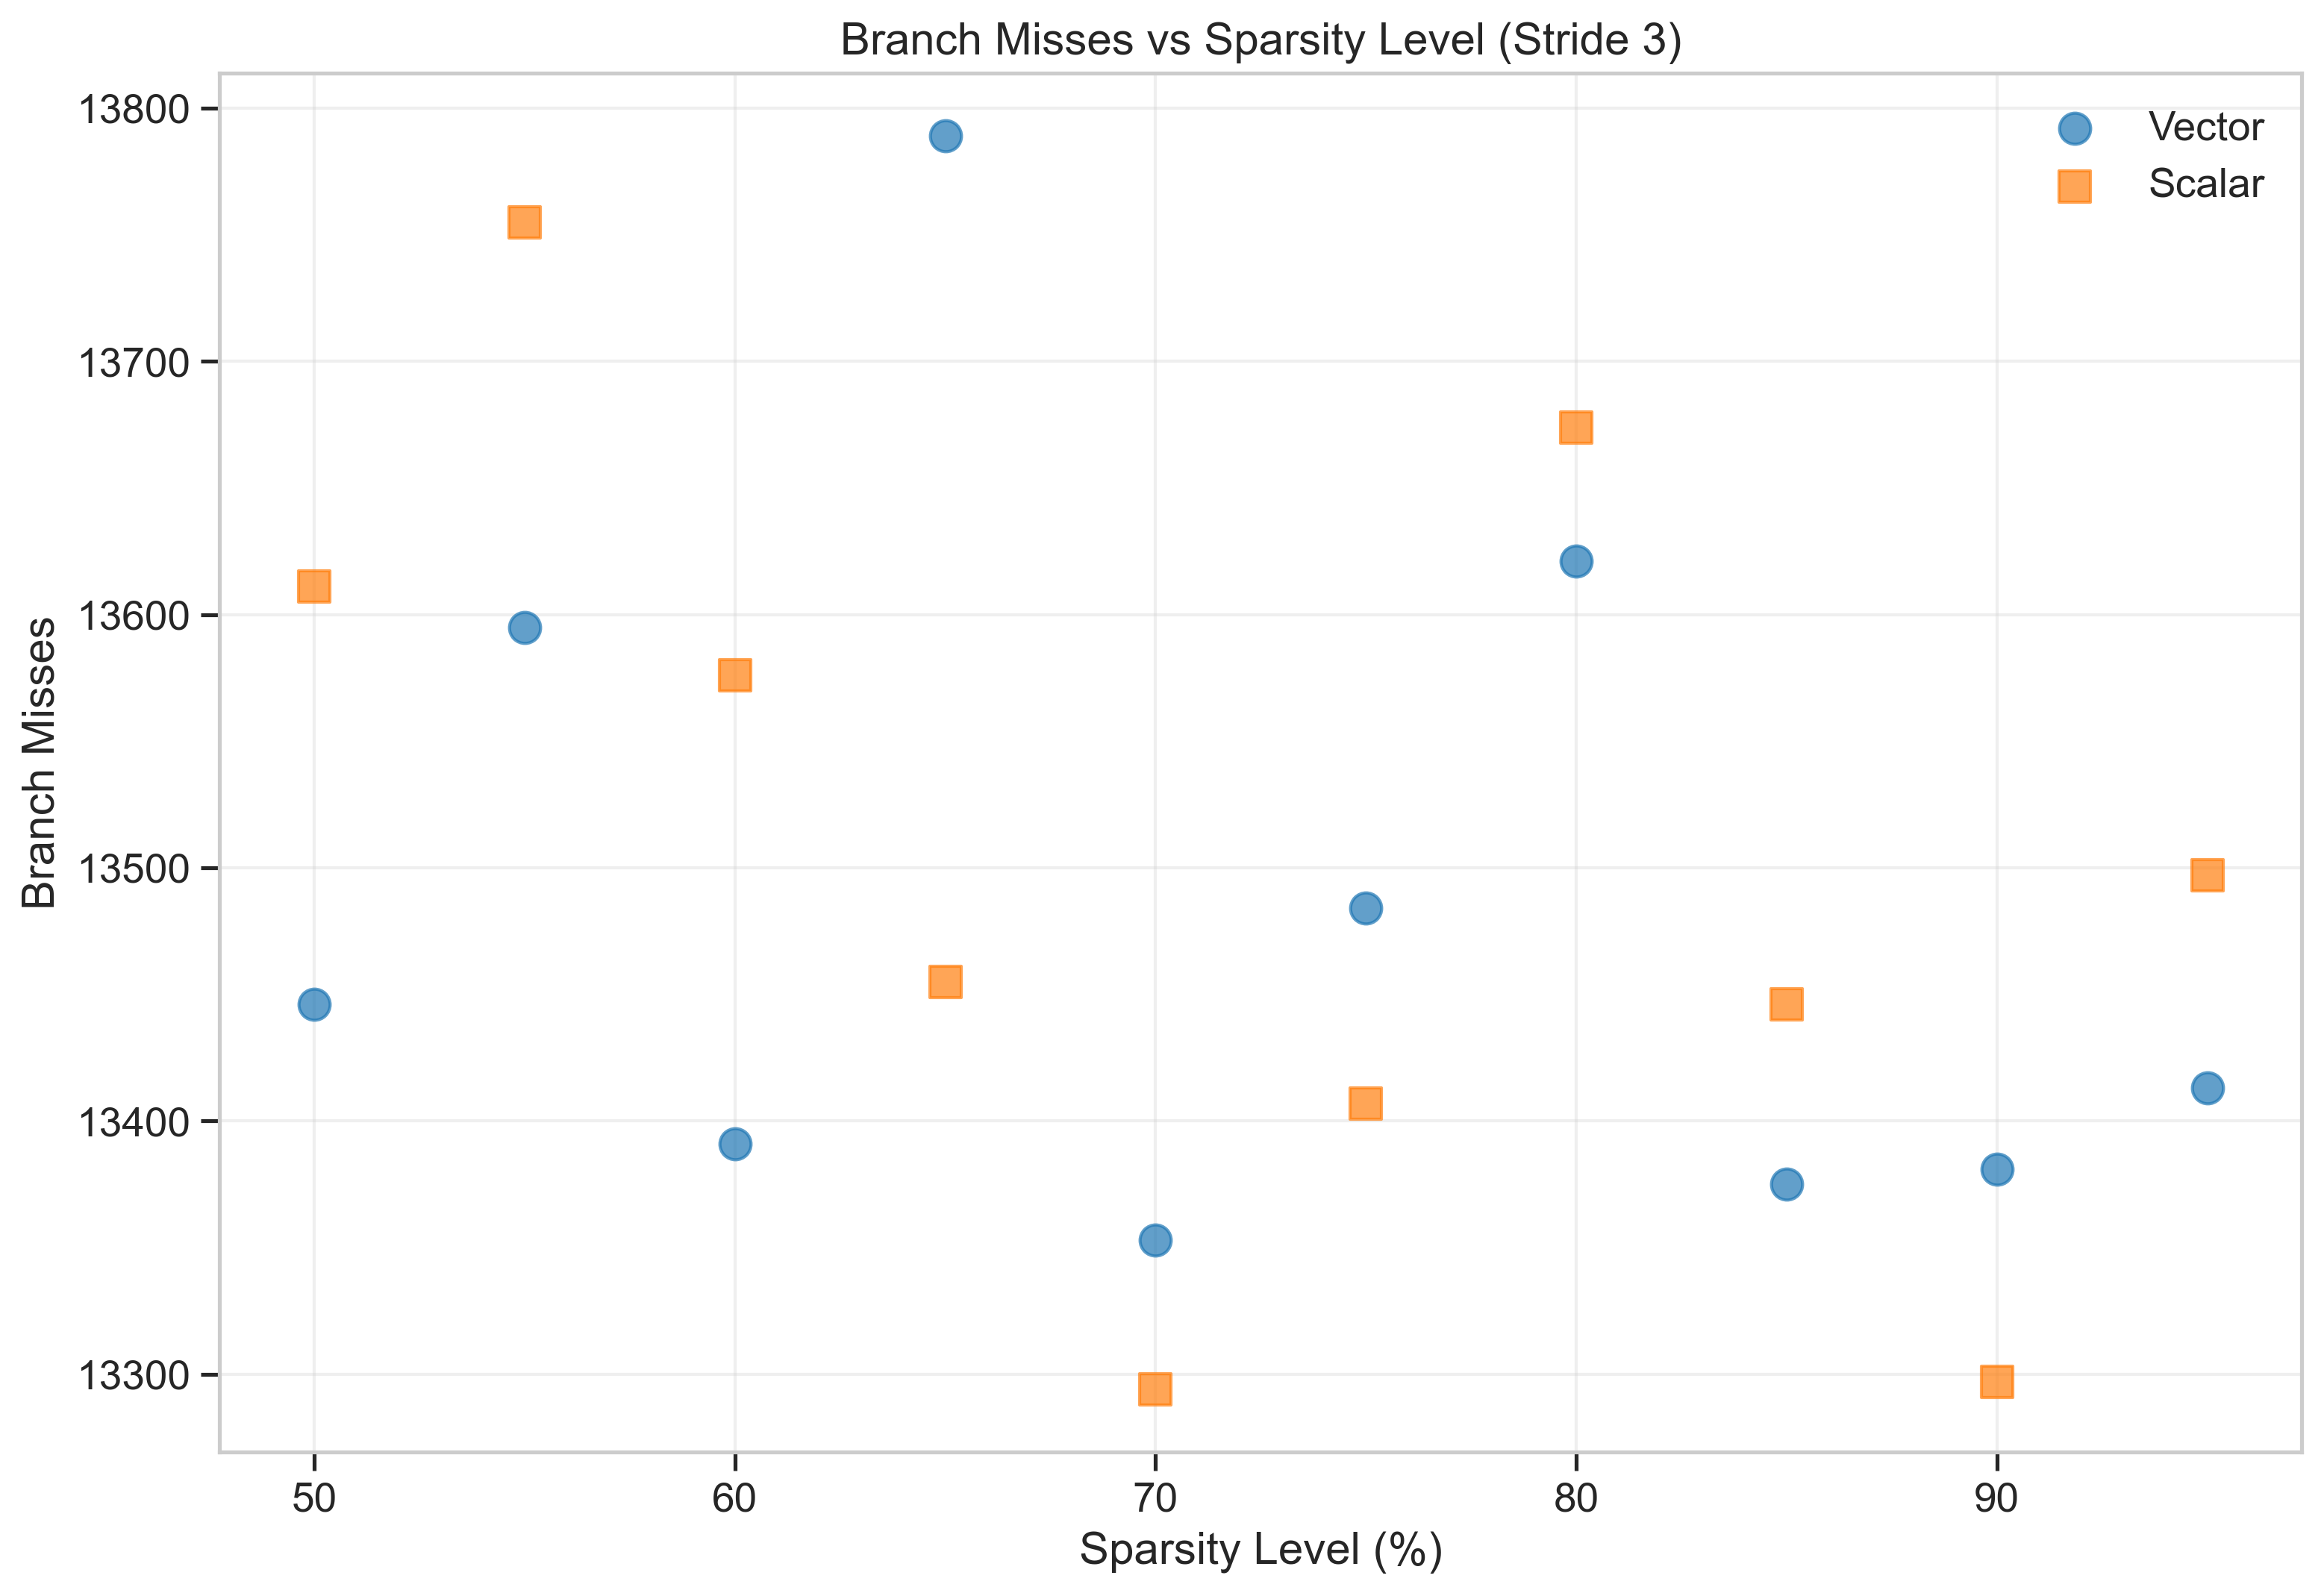 Branch Misses vs Sparsity Level (Stride 3)
Vector
Scalar
13800
13700
13600
13500
13400
13300
Branch Misses
50
60
70
80
90
Sparsity Level (%)